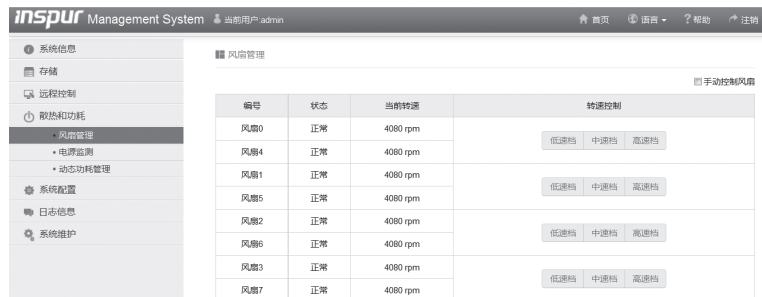 inspur Management System 当前用户:admin 首页 语言 帮助 注销
系统信息
存储
远程控制
散热和功耗
• 风扇管理
• 电源监测
• 动态功耗管理
系统配置
日志信息
系统维护
风扇管理
手动控制风扇
编号 状态 当前转速 转速控制
风扇0 正常 4080 rpm
低速档 中速档 高速档
风扇4 正常 4080 rpm
风扇1 正常 4080 rpm
低速档 中速档 高速档
风扇5 正常 4080 rpm
风扇2 正常 4080 rpm
低速档 中速档 高速档
风扇6 正常 4080 rpm
风扇3 正常 4080 rpm
低速档 中速档 高速档
风扇7 正常 4080 rpm